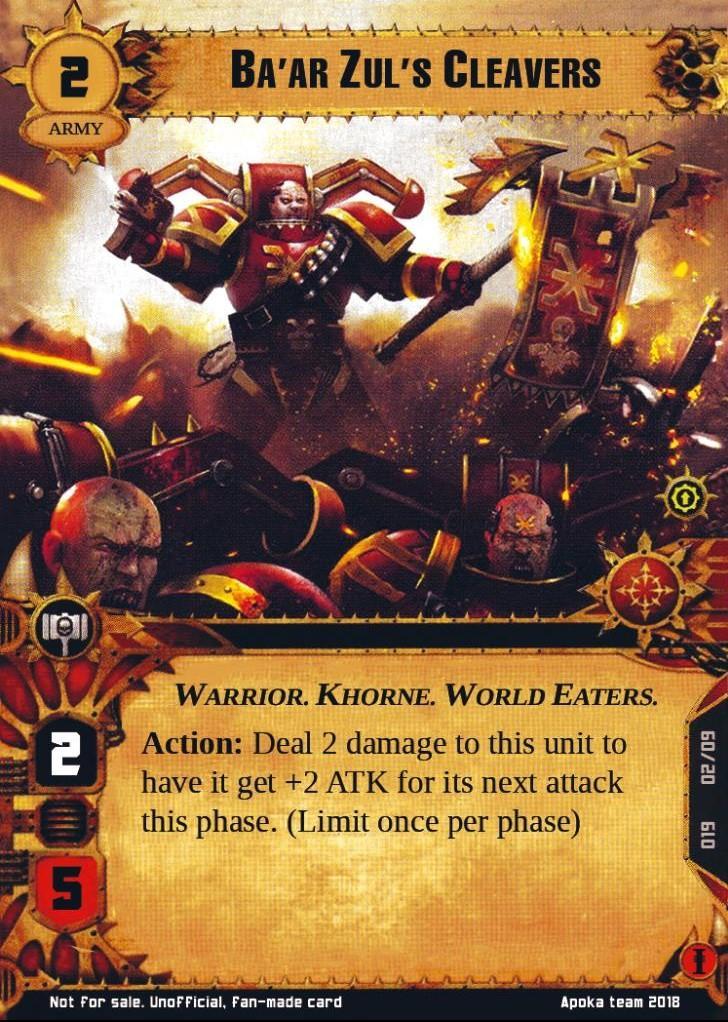 2
ARMY
BA'AR ZUL'S CLEAVERS
WARRIOR. KHORNE. WORLD EATERS.
Action: Deal 2 damage to this unit to
have it get +2 ATK for its next attack
this phase. (Limit once per phase)
2
5
02/09
019
I
Not for sale. Unofficial, fan-made card
Apoka team 2018